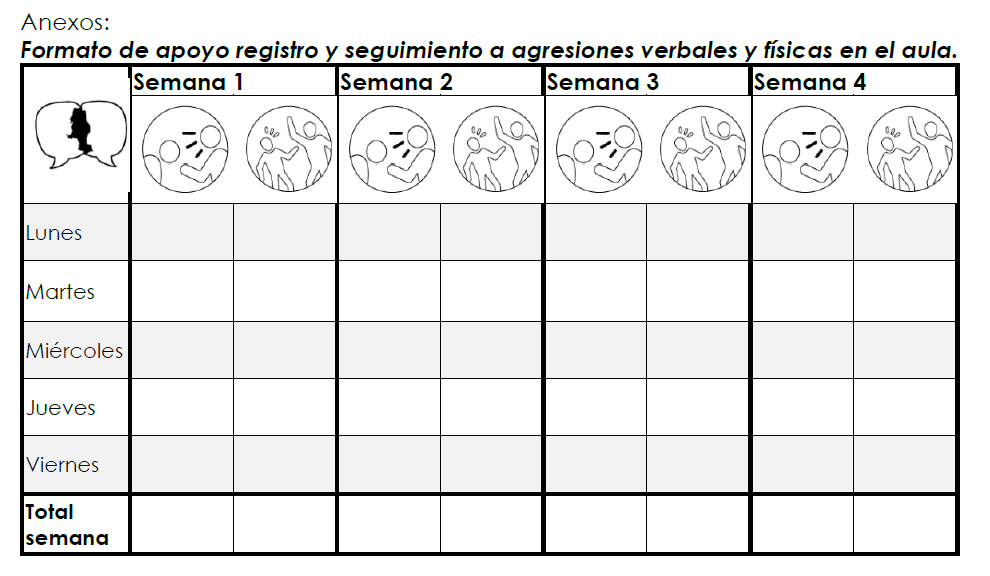 Anexos:
Formato de apoyo registro y seguimiento a agresiones verbales y físicas en el aula.
Semana 1 Semana 2 Semana 3 Semana 4
Lunes
Martes
Miércoles
Jueves
Viernes
Total
semana